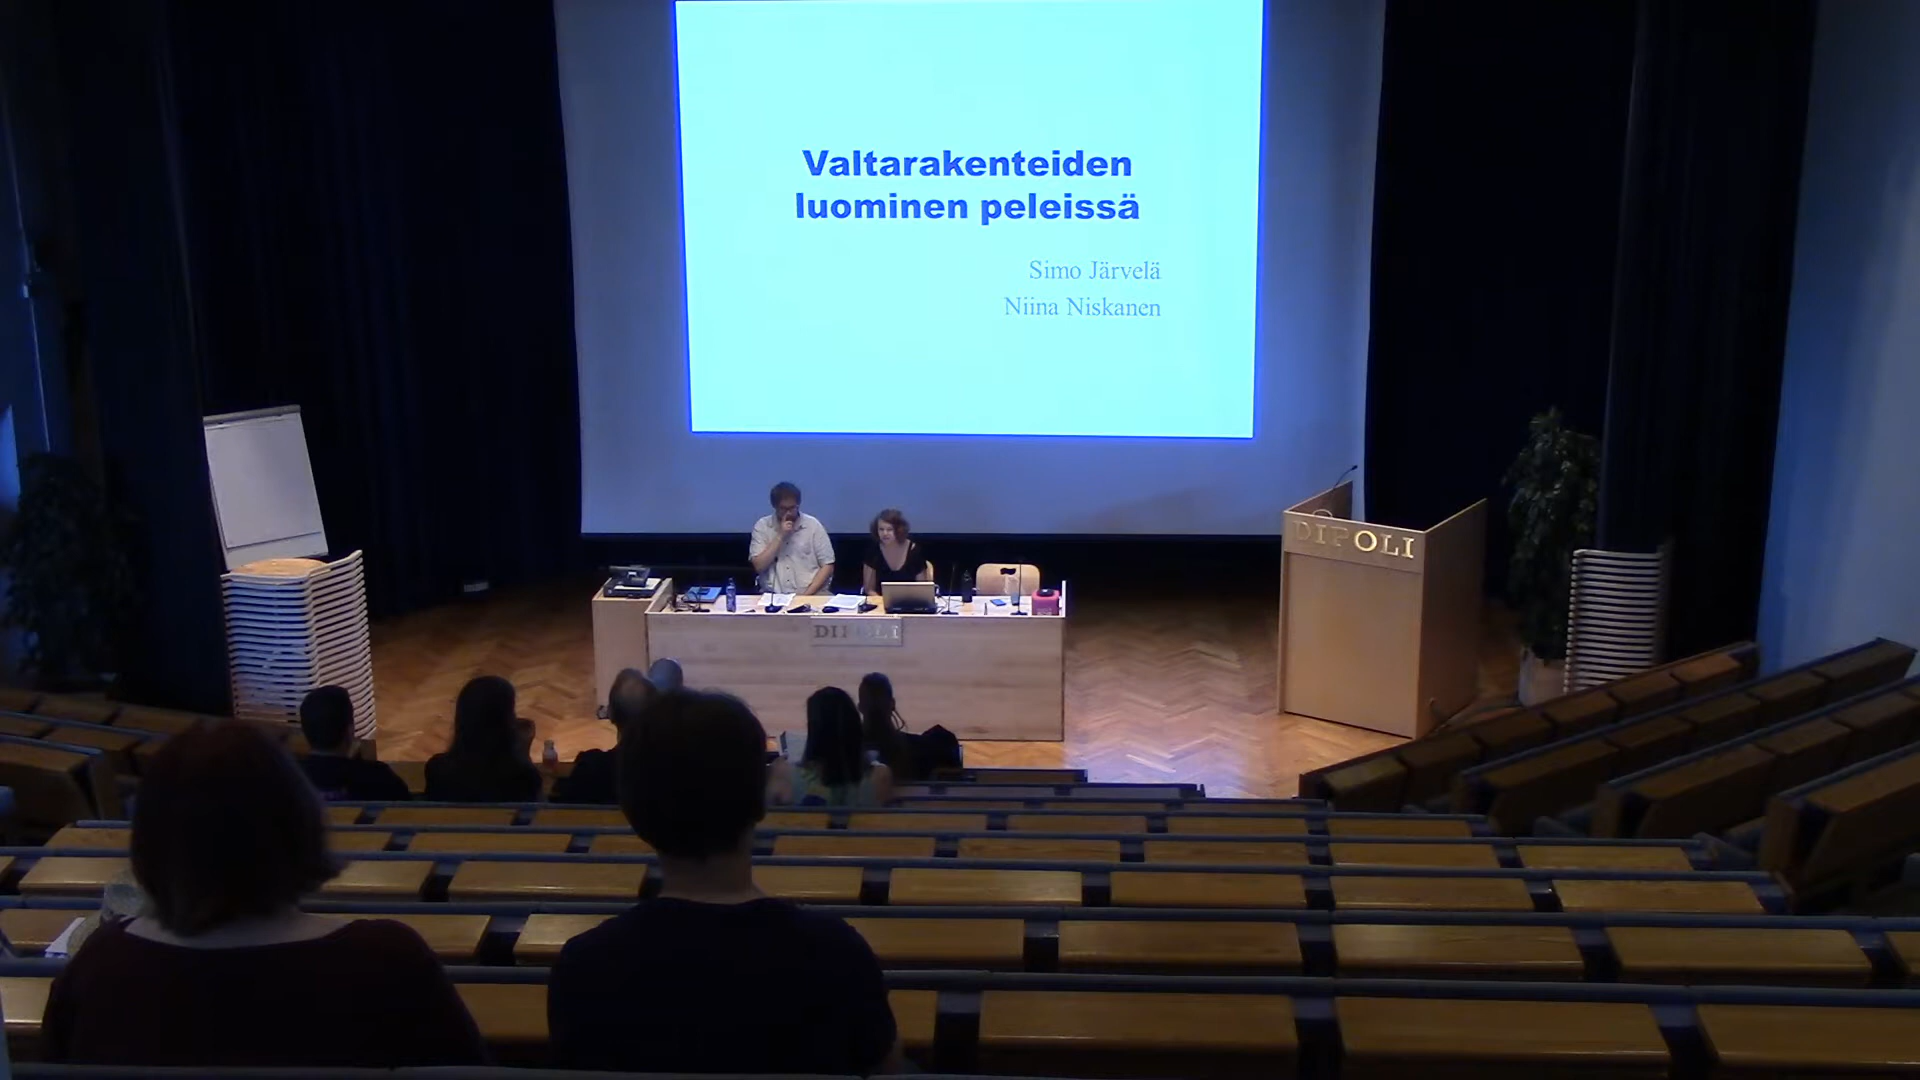 Valtarakenteiden
luominen peleissä
Simo Järvelä
Niina Niskanen
DIPOLI
DIPOLI